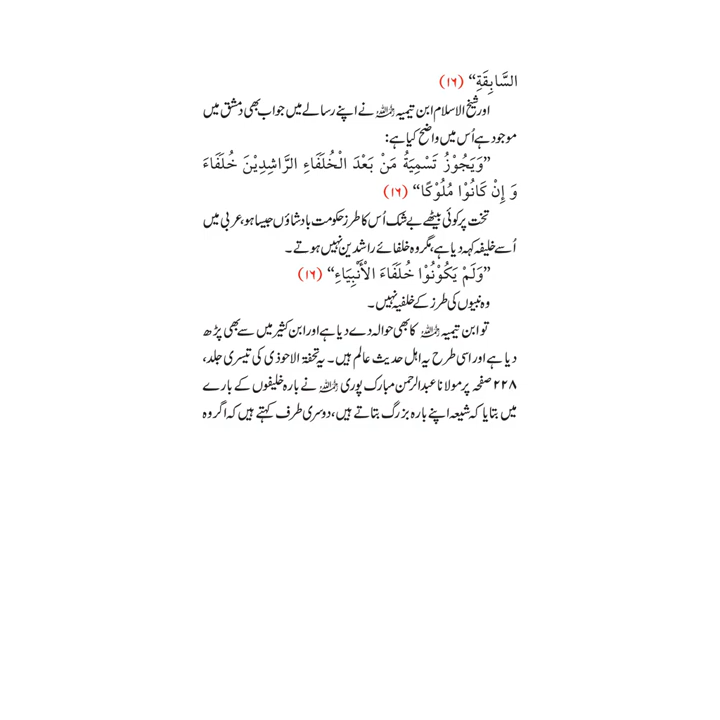 السَّابِقَةِ“ (۱۶)
اور شیخ الاسلام ابن تیمیہ رحمہ اللہ نے اپنے رسالے میں جواب بھی دمشق میں
موجود ہے اُس میں واضح کیا ہے:
”وَيَجُوْزُ تَسْمِيَةُ مَنْ بَعْدَ الْخُلَفَاءِ الرَّاشِدِيْنَ خُلَفَاءَ
وَ إِنْ كَانُوْا مُلُوْكًا“ (۱۶)
تخت پر کوئی بیٹھے بے شک اُس کا طرز حکومت بادشاؤں جیسا ہو، عربی میں
اُسے خلیفہ کہہ دیا ہے، مگر وہ خلفائے راشدین نہیں ہوتے ۔
”وَلَمْ يَكُوْنُوْا خُلَفَاءَ الْأَنْبِيَاءِ“ (۱۶)
وہ نبیوں کی طرز کے خلفیہ نہیں ۔
تو ابن تیمیہ رحمہ اللہ کا بھی حوالہ دے دیا ہے اور ابن کثیر میں سے بھی پڑھ
دیا ہے اور اسی طرح یہ اہل حدیث عالم ہیں ۔ یہ تحفۃ الاحوذی کی تیسری جلد،
۲۲۸ صفحہ پر مولانا عبدالرحمن مبارک پوری رحمہ اللہ نے بارہ خلیفوں کے بارے
میں بتایا کہ شیعہ اپنے بارہ بزرگ بتاتے ہیں، دوسری طرف کہتے ہیں کہ اگر وہ